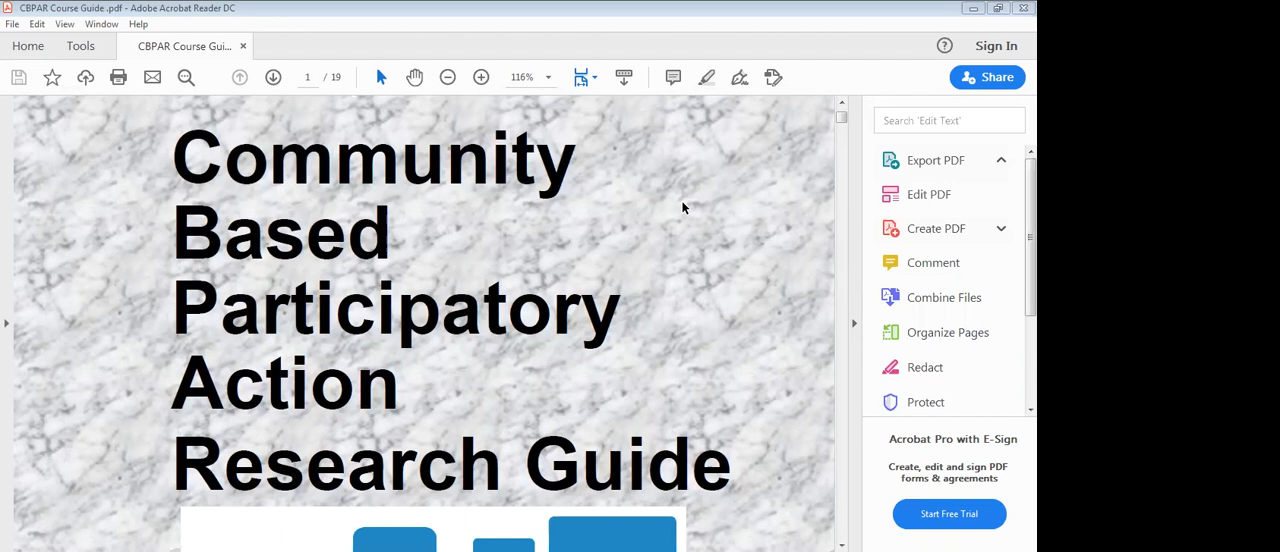 CBPAR Course Guide .pdf - Adobe Acrobat Reader DC
File Edit View Window Help
Home Tools CBPAR Course Gui... × ? Sign In
1 / 19 116% Share
Search 'Edit Text'
Community
Based
Participatory
Action
Research Guide
Export PDF
Edit PDF
Create PDF
Comment
Combine Files
Organize Pages
Redact
Protect
Acrobat Pro with E-Sign
Create, edit and sign PDF
forms & agreements
Start Free Trial